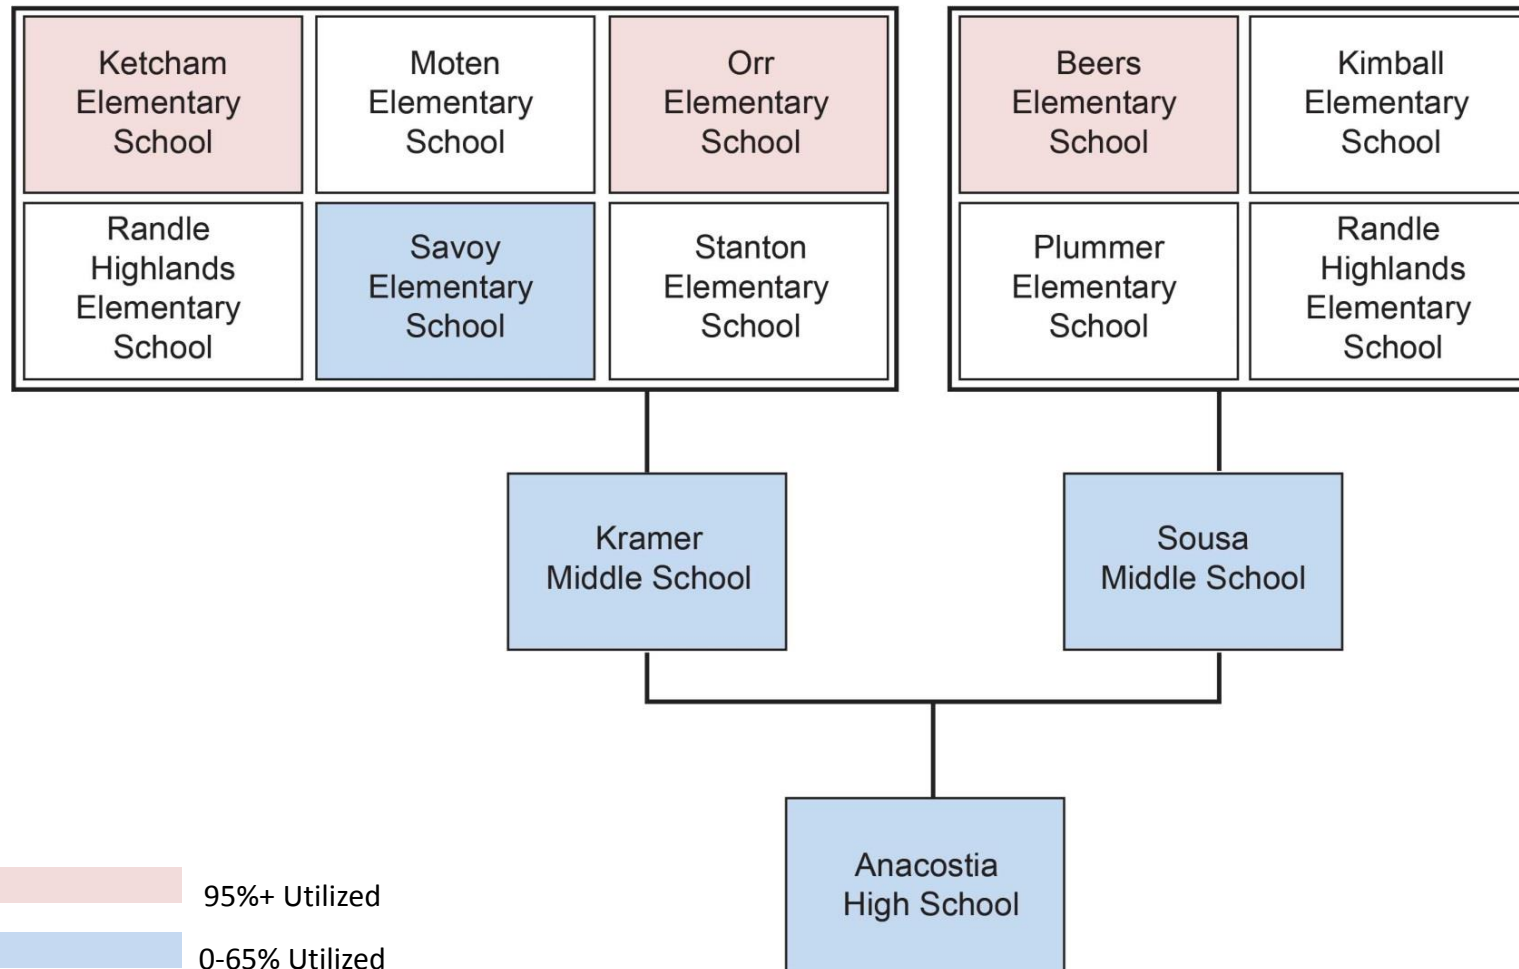 Ketcham
Elementary
School
Moten
Elementary
School
Orr
Elementary
School
Randle
Highlands
Elementary
School
Savoy
Elementary
School
Stanton
Elementary
School
Beers
Elementary
School
Kimball
Elementary
School
Plummer
Elementary
School
Randle
Highlands
Elementary
School
Kramer
Middle School
Sousa
Middle School
Anacostia
High School
95%+ Utilized
0-65% Utilized